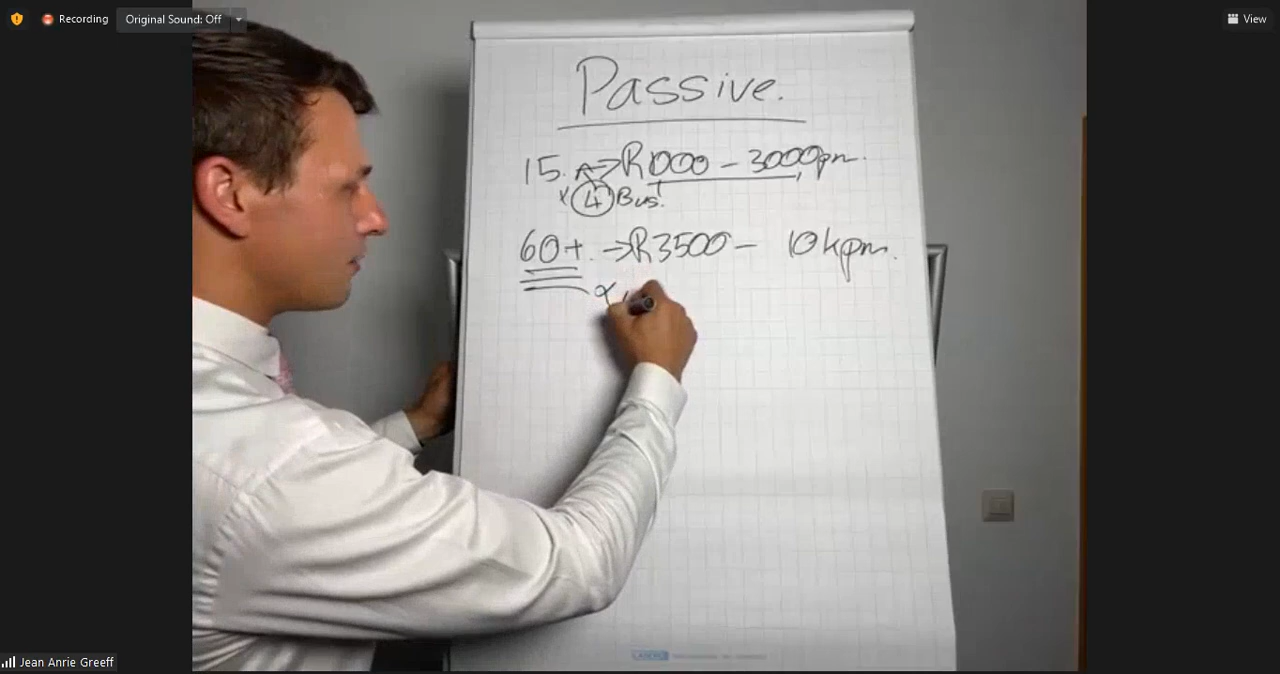 Recording
Original Sound: Off
View
Passive.
15. → R1000 - 3000pm.
x 4 Bus.
60+. → R3500 - 10kpm.
x
Jean Anrie Greeff